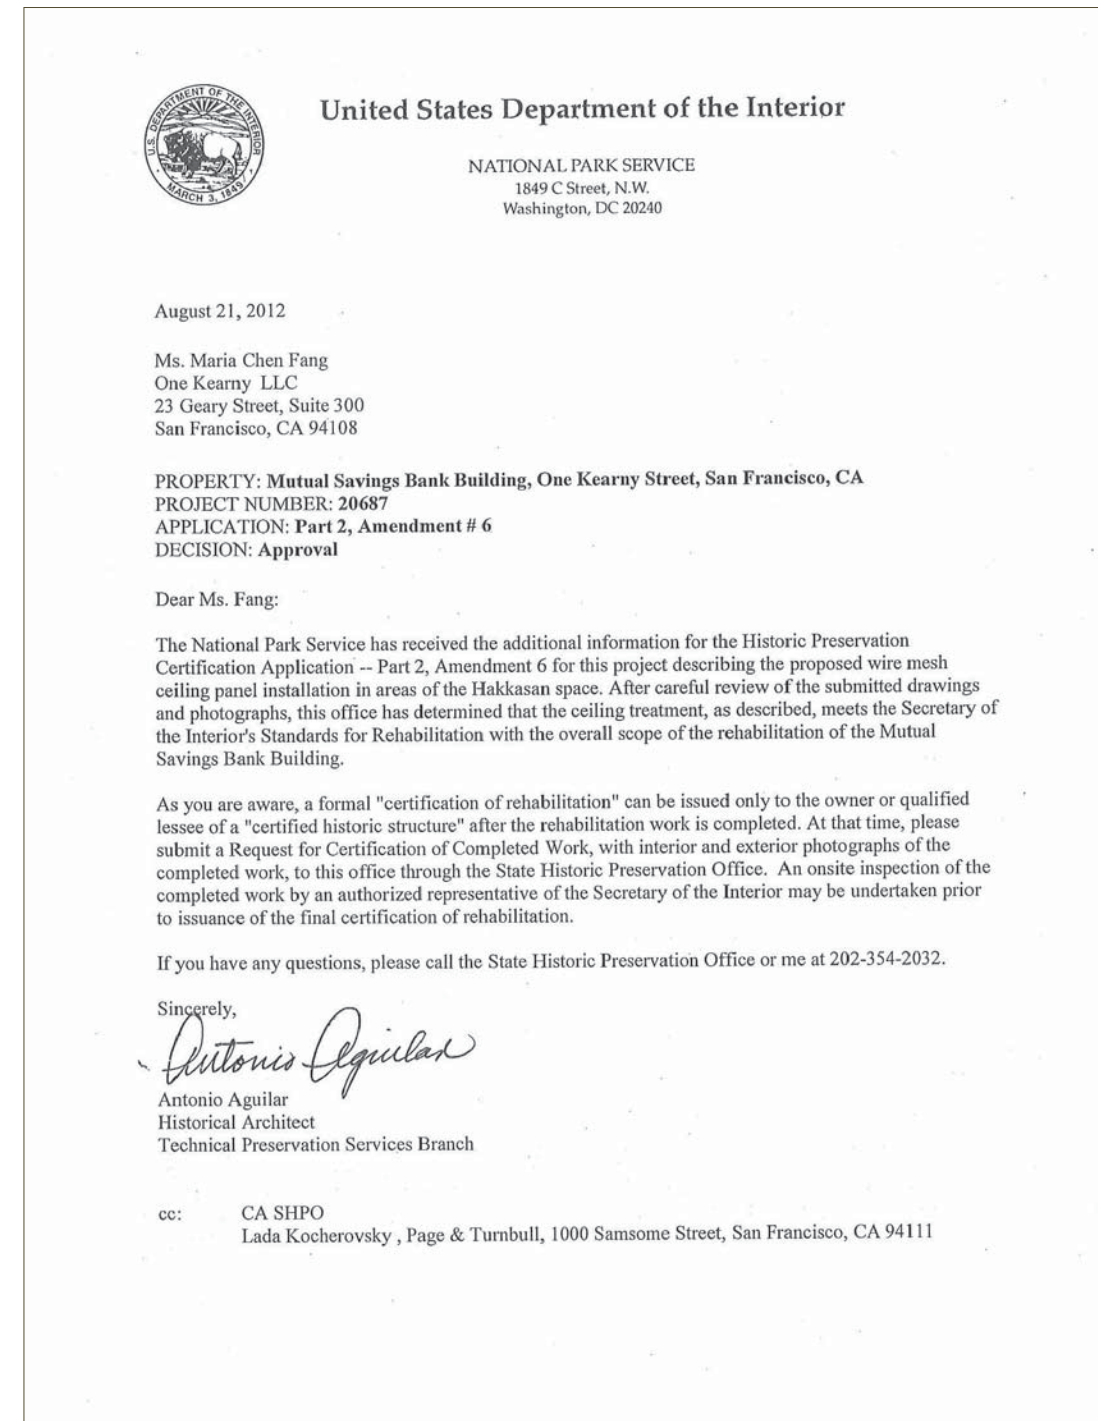 U.S. DEPARTMENT OF THE INTERIOR
MARCH 3, 1849
United States Department of the Interior
NATIONAL PARK SERVICE
1849 C Street, N.W.
Washington, DC 20240
August 21, 2012
Ms. Maria Chen Fang
One Kearny LLC
23 Geary Street, Suite 300
San Francisco, CA 94108
PROPERTY: Mutual Savings Bank Building, One Kearny Street, San Francisco, CA
PROJECT NUMBER: 20687
APPLICATION: Part 2, Amendment # 6
DECISION: Approval
Dear Ms. Fang:
The National Park Service has received the additional information for the Historic Preservation
Certification Application -- Part 2, Amendment 6 for this project describing the proposed wire mesh
ceiling panel installation in areas of the Hakkasan space. After careful review of the submitted drawings
and photographs, this office has determined that the ceiling treatment, as described, meets the Secretary of
the Interior's Standards for Rehabilitation with the overall scope of the rehabilitation of the Mutual
Savings Bank Building.
As you are aware, a formal "certification of rehabilitation" can be issued only to the owner or qualified
lessee of a "certified historic structure" after the rehabilitation work is completed. At that time, please
submit a Request for Certification of Completed Work, with interior and exterior photographs of the
completed work, to this office through the State Historic Preservation Office. An onsite inspection of the
completed work by an authorized representative of the Secretary of the Interior may be undertaken prior
to issuance of the final certification of rehabilitation.
If you have any questions, please call the State Historic Preservation Office or me at 202-354-2032.
Sincerely,
Antonio Aguilar
Antonio Aguilar
Historical Architect
Technical Preservation Services Branch
cc: CA SHPO
Lada Kocherovsky , Page & Turnbull, 1000 Samsome Street, San Francisco, CA 94111